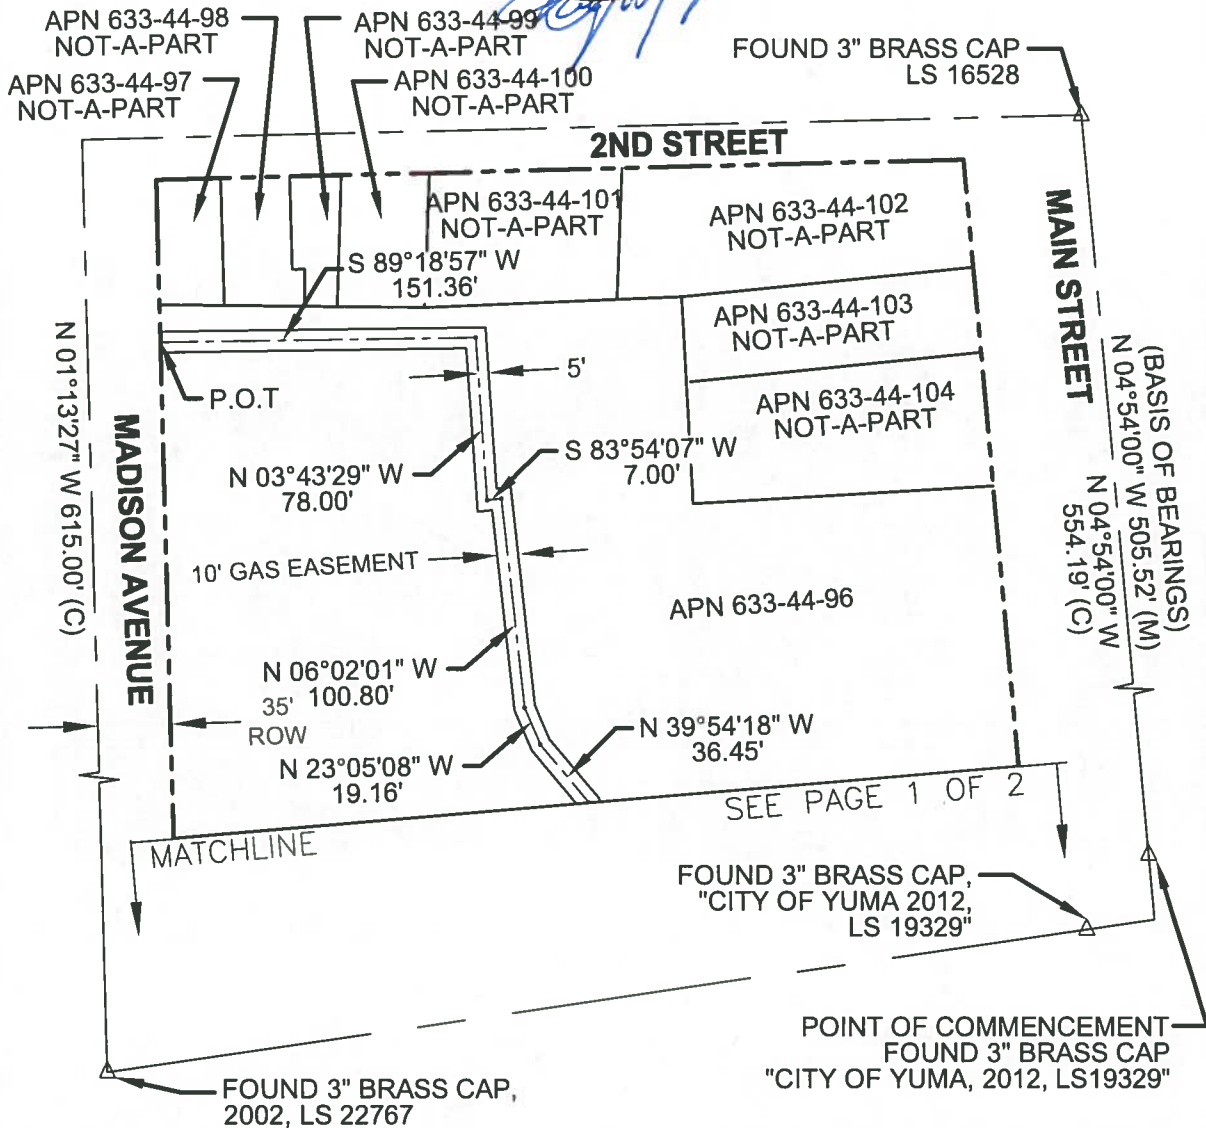 APN 633-44-98
NOT-A-PART
APN 633-44-99
NOT-A-PART
FOUND 3" BRASS CAP
LS 16528
APN 633-44-97
NOT-A-PART
APN 633-44-100
NOT-A-PART
2ND STREET
APN 633-44-101
NOT-A-PART
APN 633-44-102
NOT-A-PART
MAIN STREET
S 89°18'57" W
151.36'
APN 633-44-103
NOT-A-PART
N 01°13'27" W 615.00' (C)
P.O.T
5'
APN 633-44-104
NOT-A-PART
(BASIS OF BEARINGS)
N 04°54'00" W 505.52' (M)
N 04°54'00" W
554.19' (C)
MADISON AVENUE
N 03°43'29" W
78.00'
S 83°54'07" W
7.00'
10' GAS EASEMENT
APN 633-44-96
N 06°02'01" W
100.80'
35'
ROW
N 39°54'18" W
36.45'
N 23°05'08" W
19.16'
SEE PAGE 1 OF 2
MATCHLINE
FOUND 3" BRASS CAP,
"CITY OF YUMA 2012,
LS 19329"
POINT OF COMMENCEMENT
FOUND 3" BRASS CAP
"CITY OF YUMA, 2012, LS19329"
FOUND 3" BRASS CAP,
2002, LS 22767